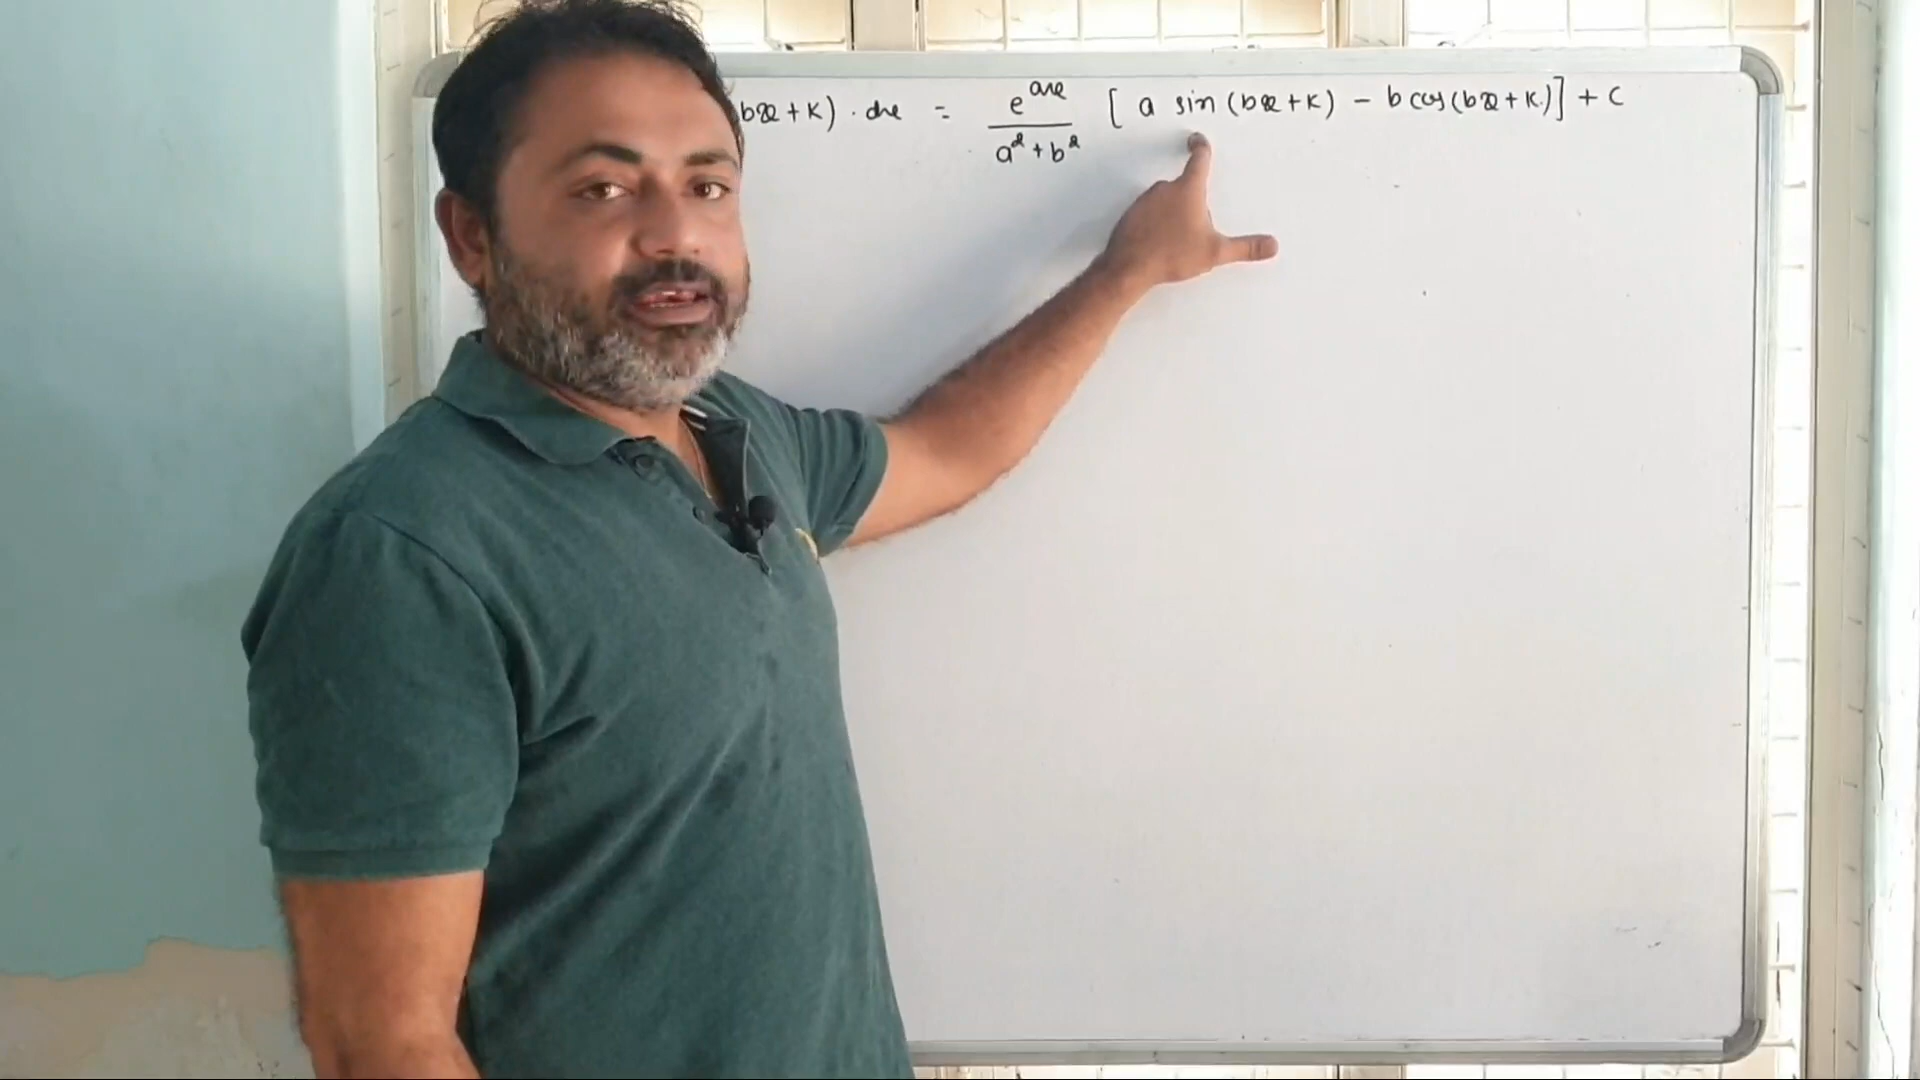 bx + k) · dx = e^ax / a² + b² [ a sin (bx + k) - b cos (bx + k) ] + c